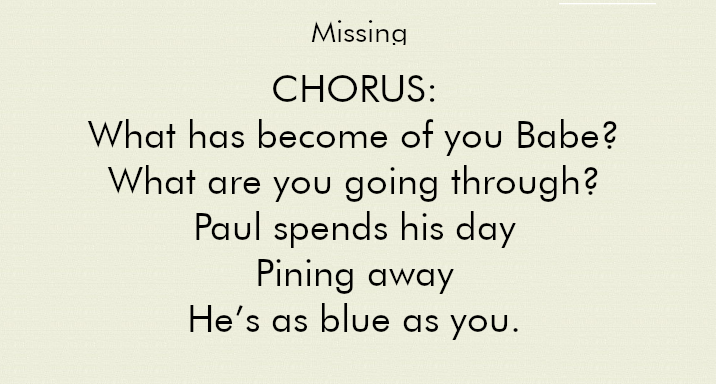 Missing
CHORUS:
What has become of you Babe?
What are you going through?
Paul spends his day
Pining away
He’s as blue as you.